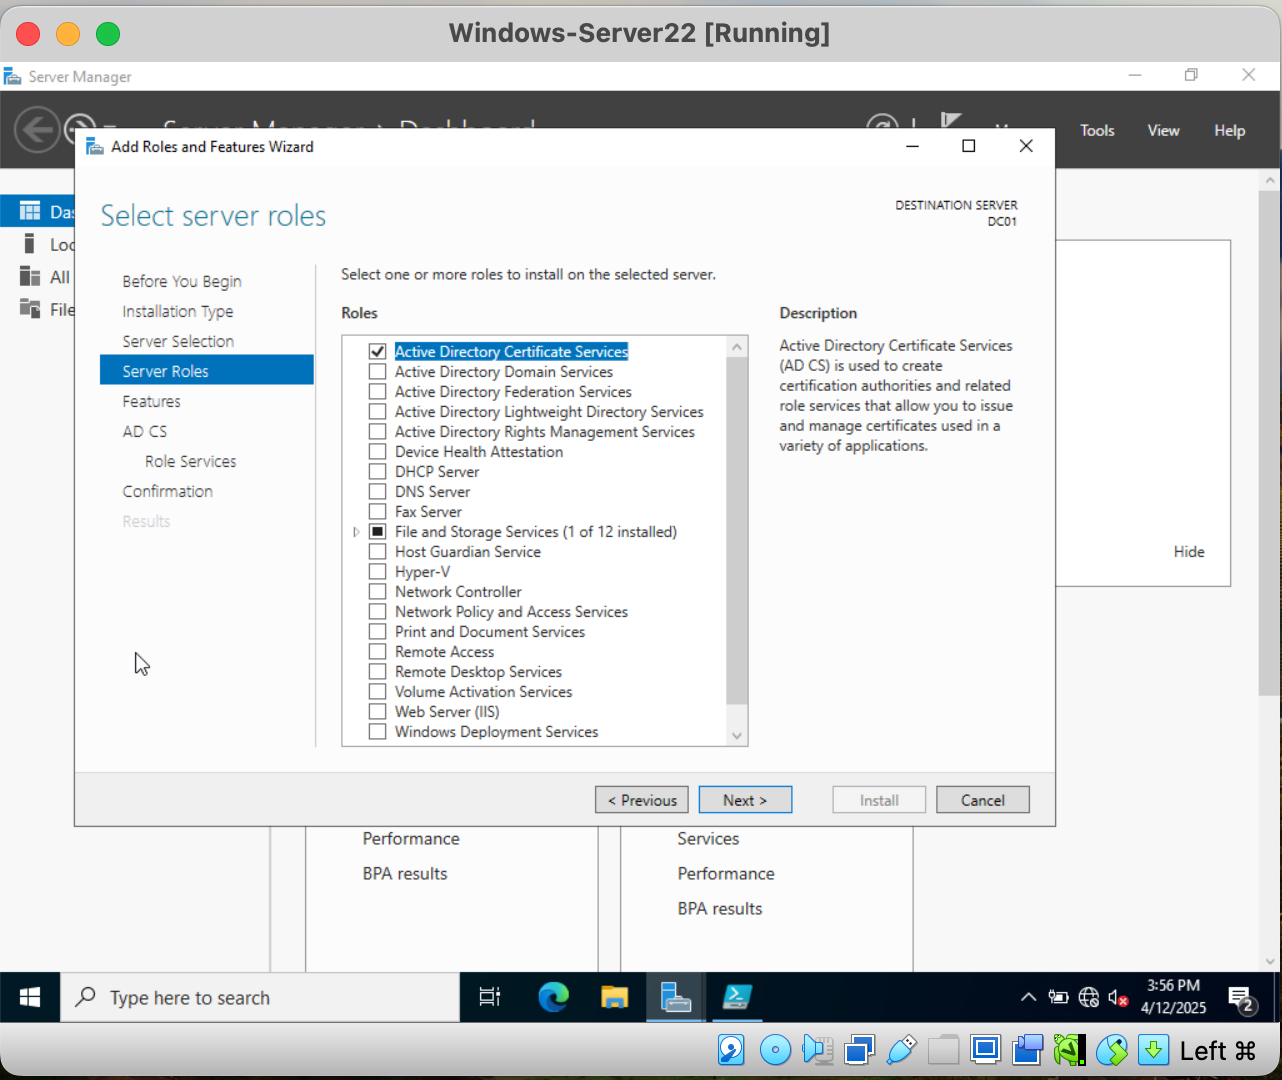 Windows-Server22 [Running]
Server Manager
Tools View Help
Add Roles and Features Wizard
Select server roles
DESTINATION SERVER
DC01
Das
Loc
All
File
Before You Begin
Installation Type
Server Selection
Server Roles
Features
AD CS
Role Services
Confirmation
Results
Select one or more roles to install on the selected server.
Roles
Active Directory Certificate Services
Active Directory Domain Services
Active Directory Federation Services
Active Directory Lightweight Directory Services
Active Directory Rights Management Services
Device Health Attestation
DHCP Server
DNS Server
Fax Server
File and Storage Services (1 of 12 installed)
Host Guardian Service
Hyper-V
Network Controller
Network Policy and Access Services
Print and Document Services
Remote Access
Remote Desktop Services
Volume Activation Services
Web Server (IIS)
Windows Deployment Services
Description
Active Directory Certificate Services
(AD CS) is used to create
certification authorities and related
role services that allow you to issue
and manage certificates used in a
variety of applications.
Hide
< Previous Next > Install Cancel
Performance
BPA results
Services
Performance
BPA results
Type here to search
3:56 PM
4/12/2025
2
Left ⌘